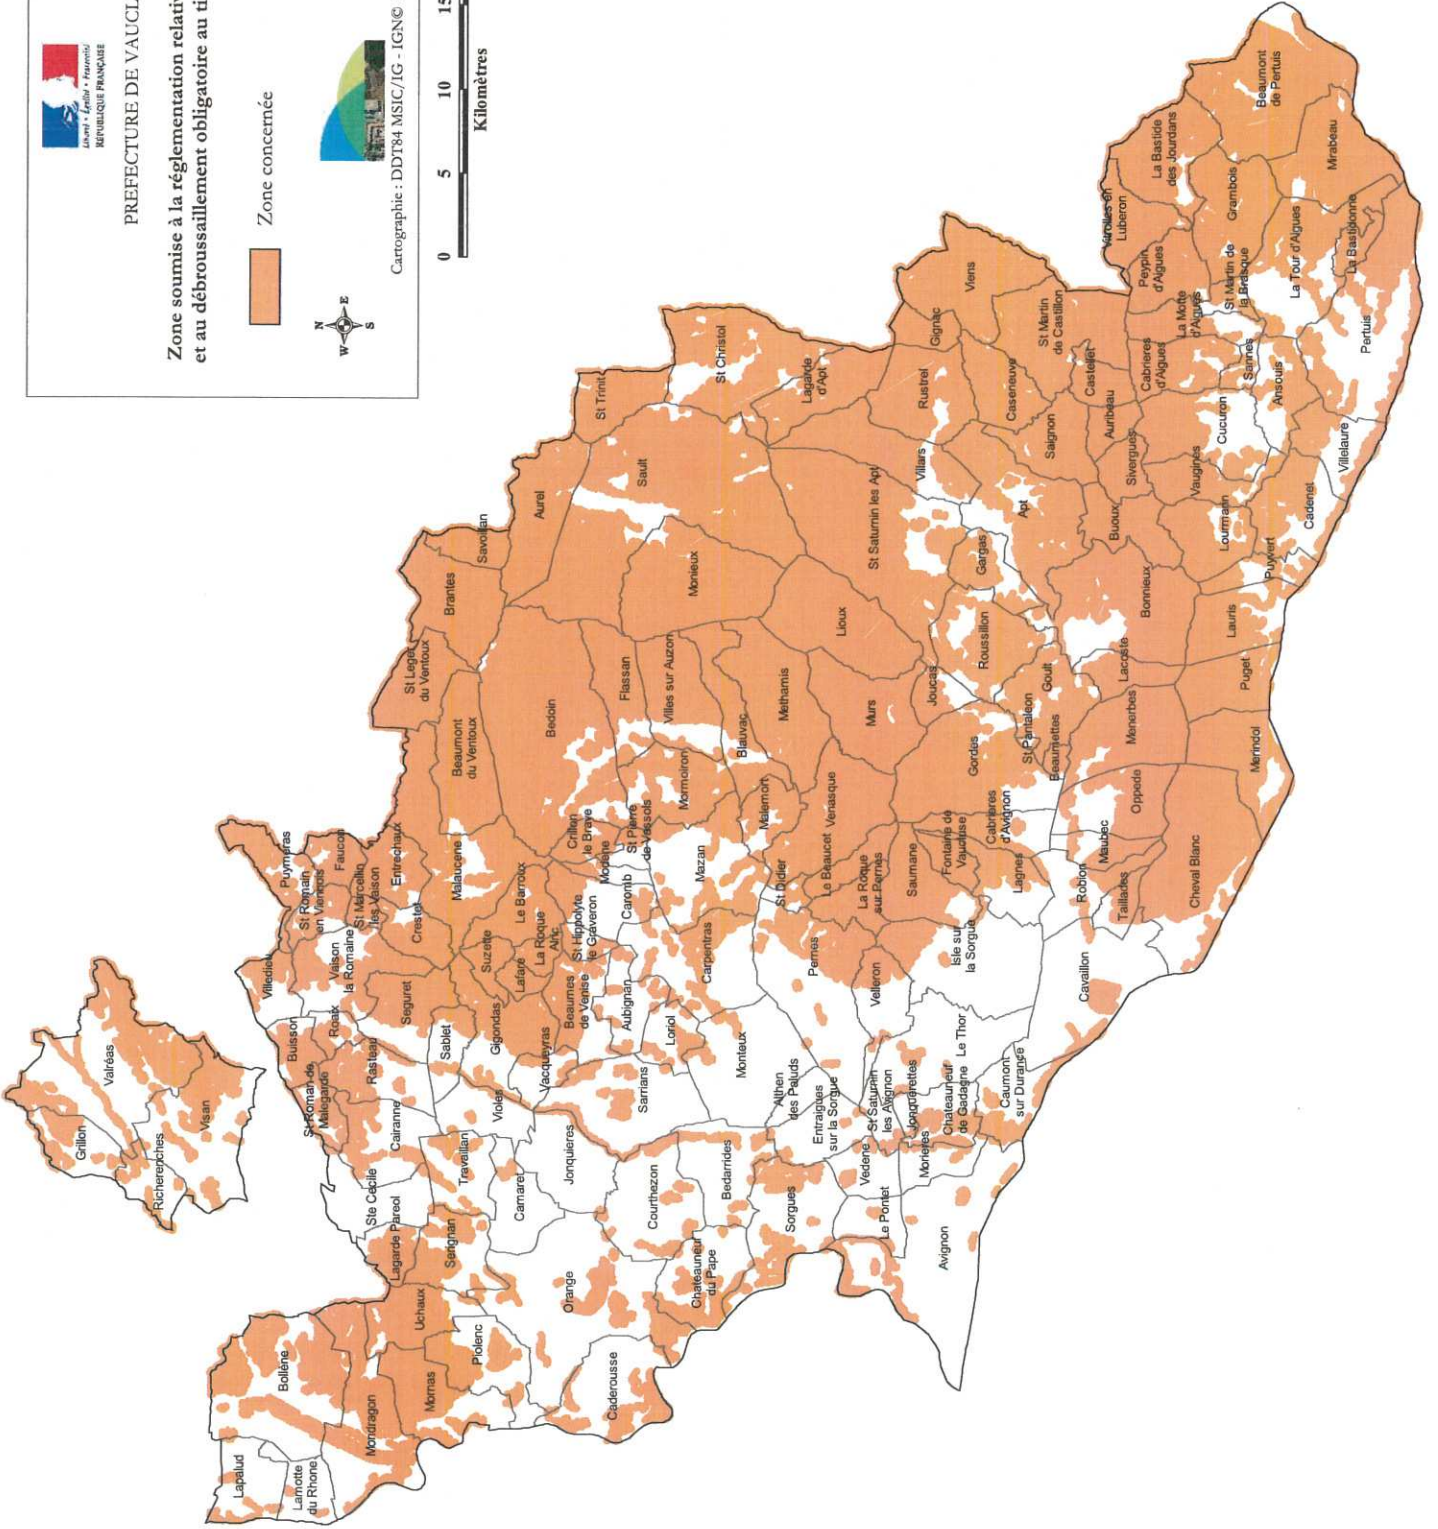 Liberté • Égalité • Fraternité
RÉPUBLIQUE FRANÇAISE
PREFECTURE DE VAUCL
Zone soumise à la réglementation relativ
et au débroussaillement obligatoire au ti
Zone concernée
N
W
E
S
Cartographie : DDT84 MSIC/IG - IGN©
0
5
10
15
Kilomètres
Valréas
Grillon
Visan
Richerenches
Puymeras
St Romain
en Viennois
Faucon
Villedieu
Vaison
la Romaine
St Marcellin
les Vaison
Entrechaux
Crestet
Buisson
Roaix
St Roman de
Malegarde
Rasteau
Seguret
Cairanne
Ste Cecile
Lagarde Pareol
Sablet
Malaucene
Beaumont
du Ventoux
St Leger
du Ventoux
Brantes
Savoillan
Aurel
St Trinit
Sault
St Christol
Lagarde
d'Apt
Monieux
Bedoin
Flassan
Villes sur Auzon
Blauvac
Methamis
Mormoiron
Malemort
Crillon
le Brave
St Pierre
de Vassols
Modene
Caromb
Mazan
St Didier
Le Barroux
La Roque
Alric
Suzette
Lafare
St Hippolyte
le Graveron
Gigondas
Beaumes
de Venise
Vacqueyras
Aubignan
Loriol
Carpentras
Sarrians
Monteux
Violes
Travaillan
Camaret
Jonquieres
Serignan
Uchaux
Bollène
Mondragon
Mornas
Piolenc
Lapalud
Lamotte
du Rhone
Orange
Caderousse
Courthezon
Chateauneuf
du Pape
Bedarrides
Sorgues
Althen
des Paluds
Entraigues
sur la Sorgue
Vedene
Le Pontet
St Saturnin
les Avignon
Jonquerettes
Morieres
Avignon
Chateauneuf
de Gadagne
Le Thor
Caumont
sur Durance
Pernes
Velleron
Isle sur
la Sorgue
Cavaillon
Le Beaucet
Venasque
La Roque
sur Pernes
Saumane
Fontaine de
Vaucluse
Lagnes
Cabrieres
d'Avignon
Gordes
Murs
Joucas
Lioux
St Saturnin les Apt
Villars
Rustrel
Gignac
Viens
Caseneuve
St Martin
de Castillon
Castellet
Saignon
Auribeau
Apt
Gargas
Roussillon
Goult
St Pantaleon
Beaumettes
Lacoste
Bonnieux
Buoux
Sivergues
Menerbes
Oppede
Maubec
Robion
Taillades
Cheval Blanc
Merindol
Puget
Lauris
Puyvert
Lourmarin
Cadenet
Vaugines
Cucuron
Villelaure
Ansouis
Sannes
Cabrieres
d'Aigues
La Motte
d'Aigues
Peypin
d'Aigues
St Martin de
la Brasque
Vitrolles en
Luberon
La Bastide
des Jourdans
Grambois
La Tour d'Aigues
La Bastidonne
Pertuis
Mirabeau
Beaumont
de Pertuis